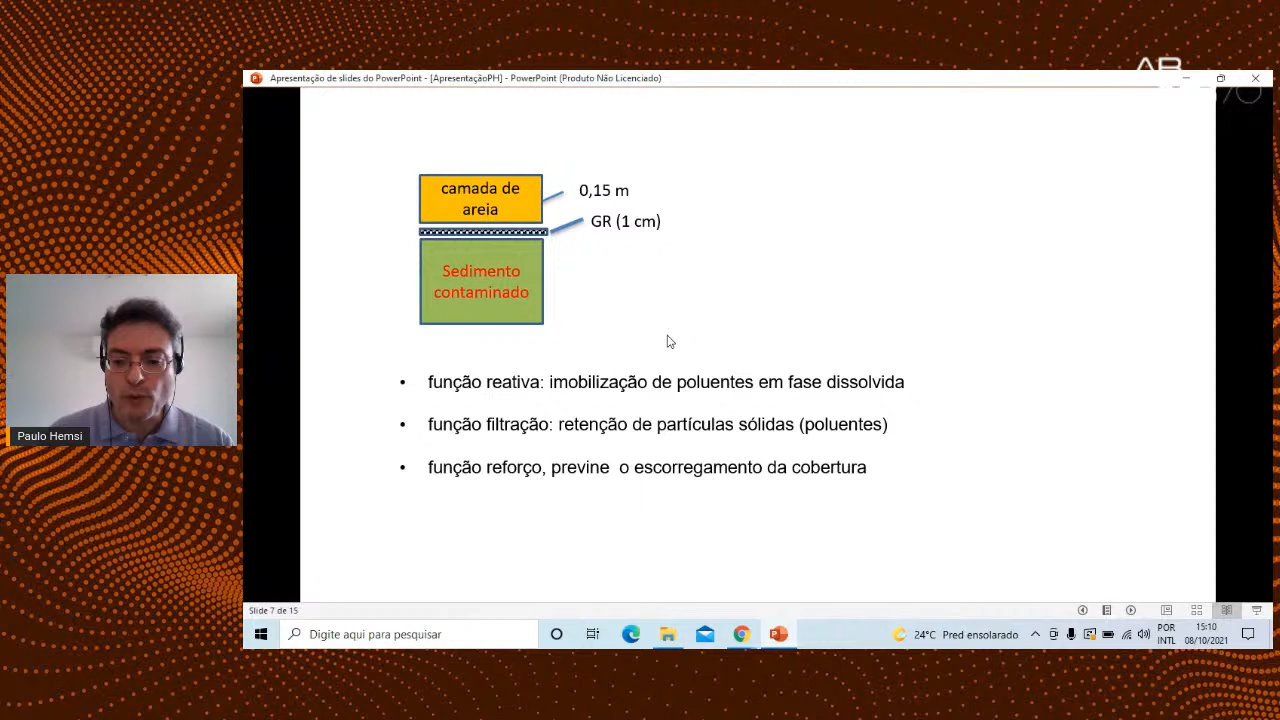 Apresentação de slides do PowerPoint - [ApresentaçãoPH] - PowerPoint (Produto Não Licenciado)
camada de
areia
0,15 m
GR (1 cm)
Sedimento
contaminado
• função reativa: imobilização de poluentes em fase dissolvida
• função filtração: retenção de partículas sólidas (poluentes)
• função reforço, previne o escorregamento da cobertura
Paulo Hemsi
Slide 7 de 15
Digite aqui para pesquisar
24°C Pred ensolarado
POR
INTL
15:10
08/10/2021